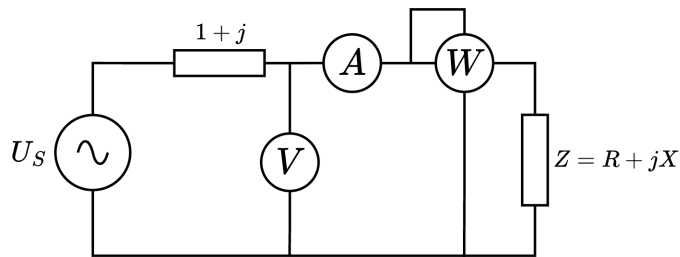 1 + j
A
W
U_S
V
Z = R + jX